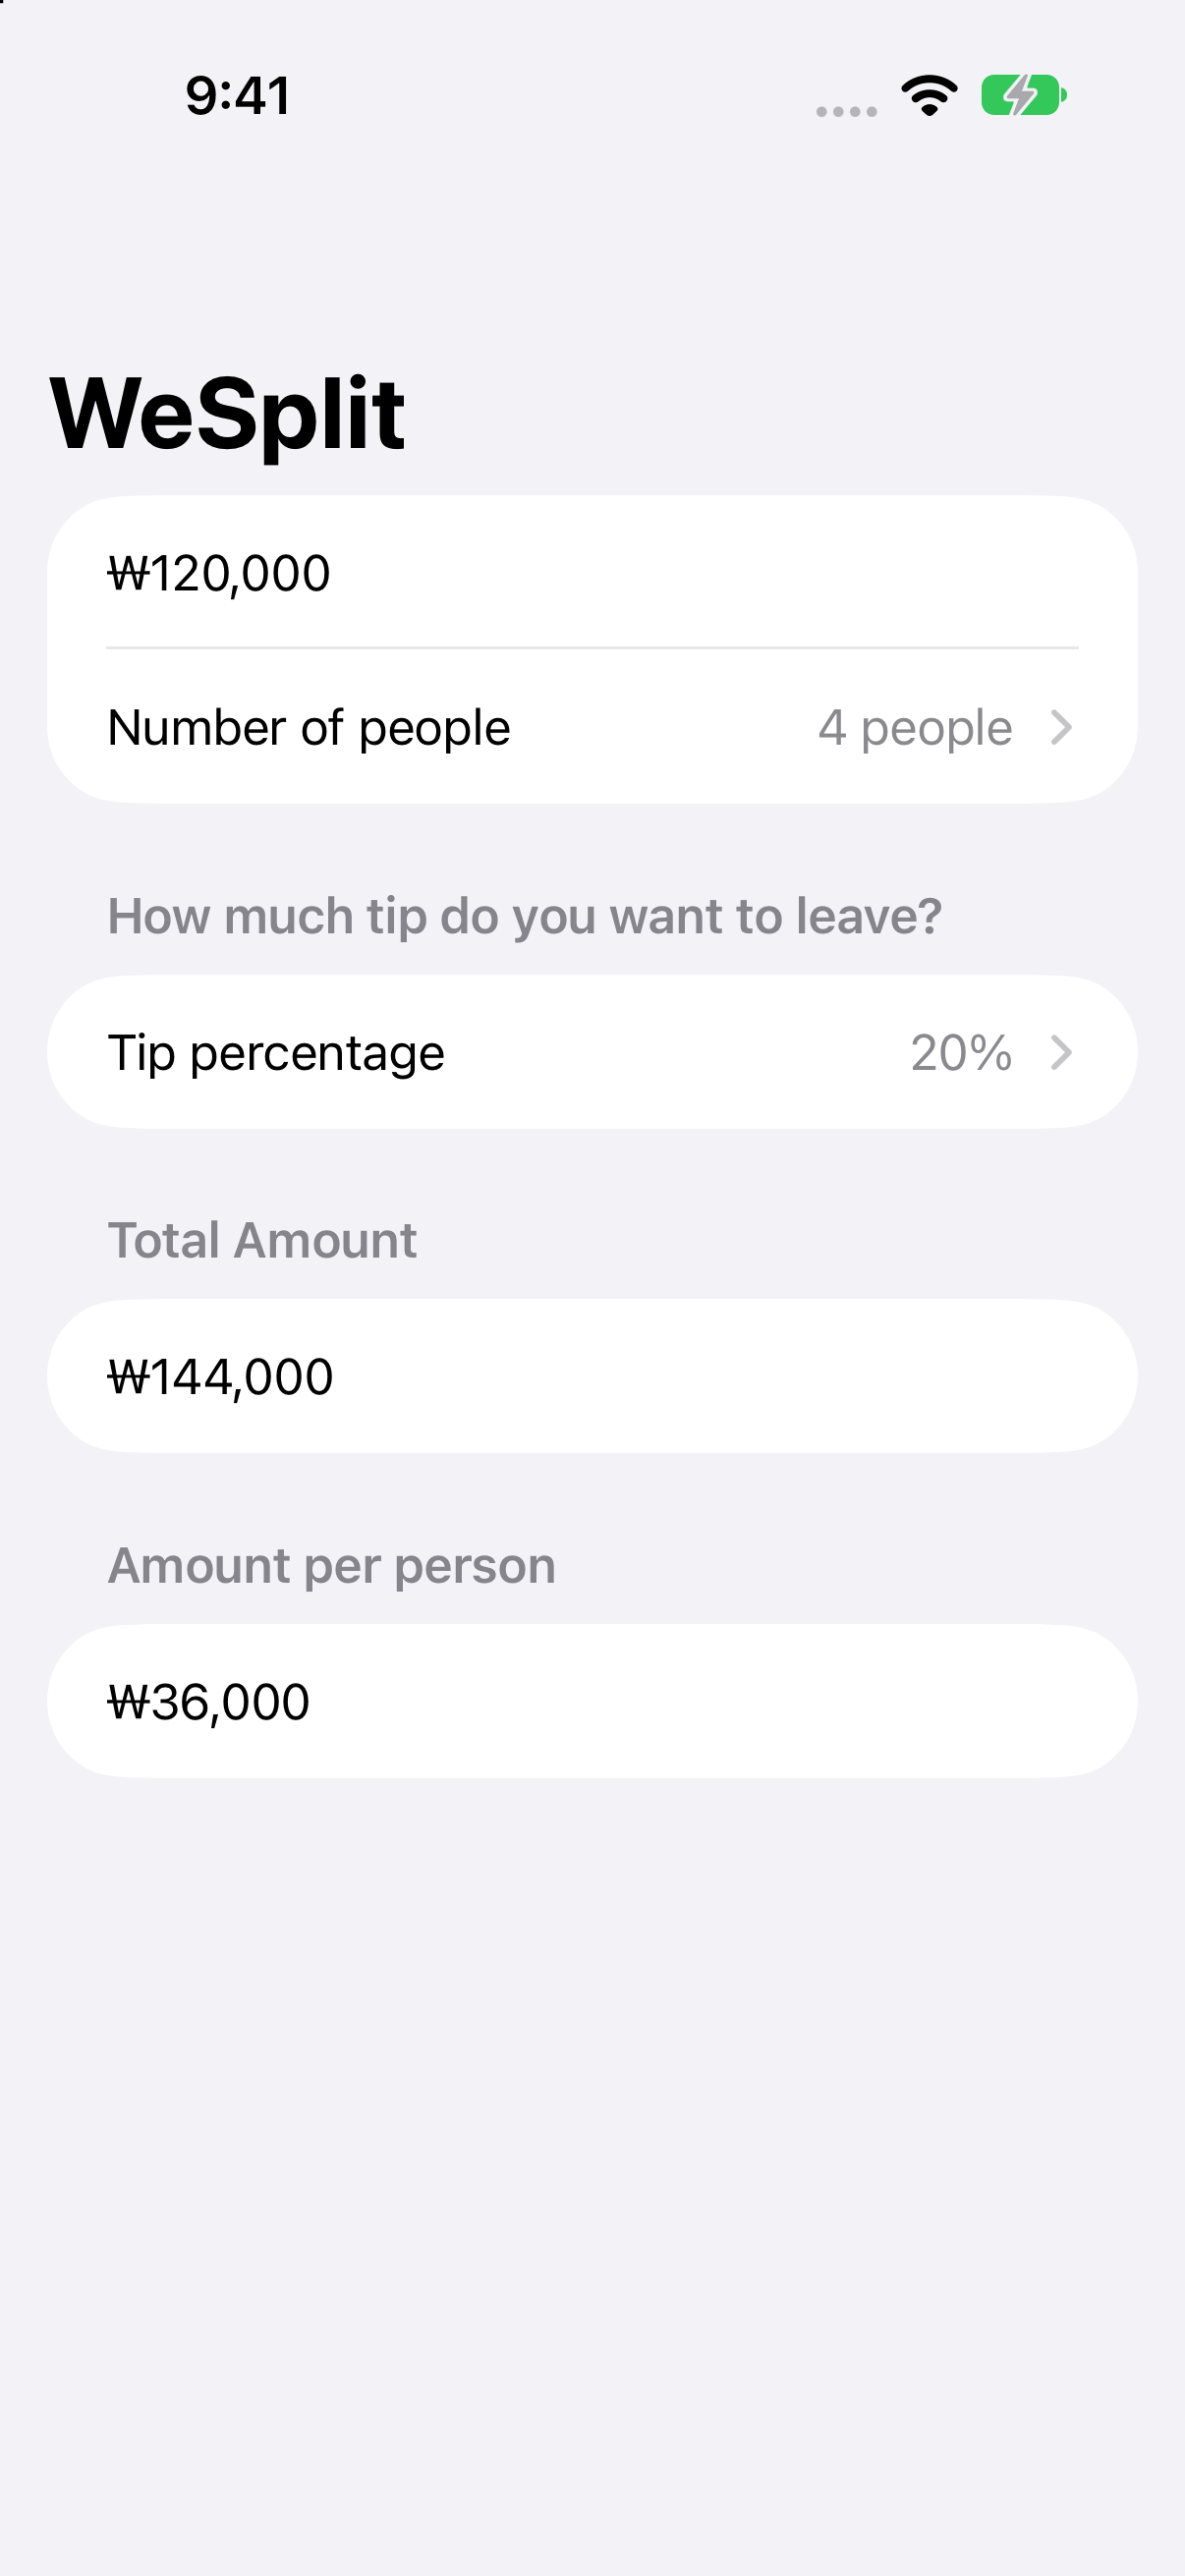 9:41
WeSplit
₩120,000
Number of people 4 people
How much tip do you want to leave?
Tip percentage 20%
Total Amount
₩144,000
Amount per person
₩36,000